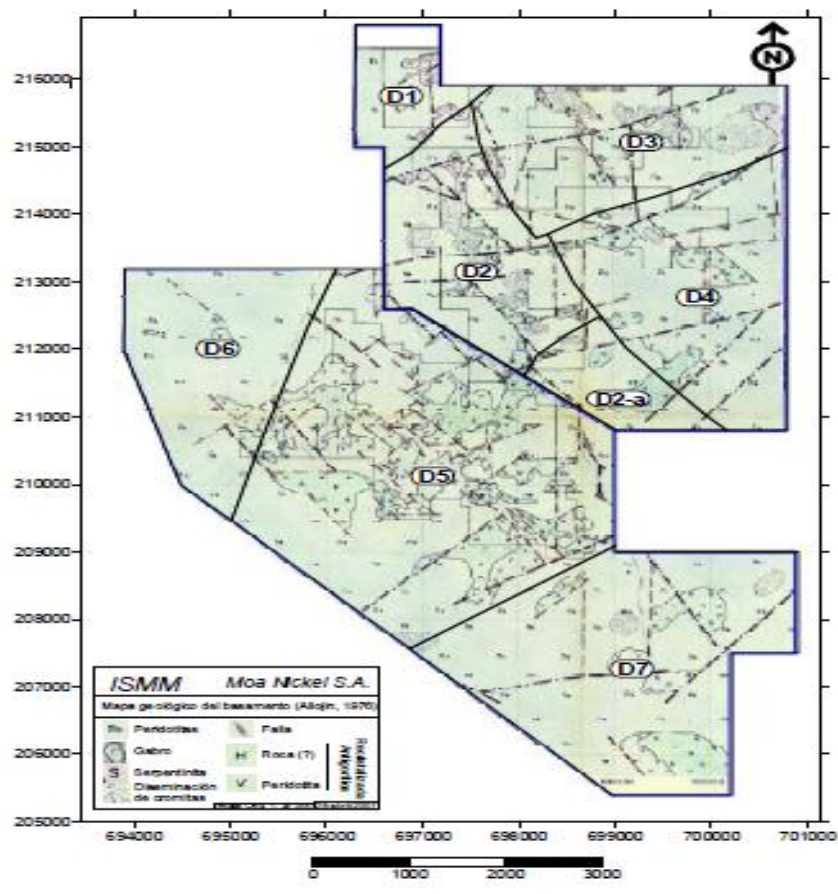 N
216000
215000
214000
213000
212000
211000
210000
209000
208000
207000
206000
205000
D1
D3
D2
D4
D6
D2-a
D5
D7
ISMM Moa Nickel S.A.
Mapa geológico del basamento (Aliojin, 1976)
Peridotitas
Falla
Gabro
H Roca (?)
S Serpentinita
V Peridotita
Diseminación
de cromitas
694000 695000 696000 697000 698000 699000 700000 701000
0 1000 2000 3000